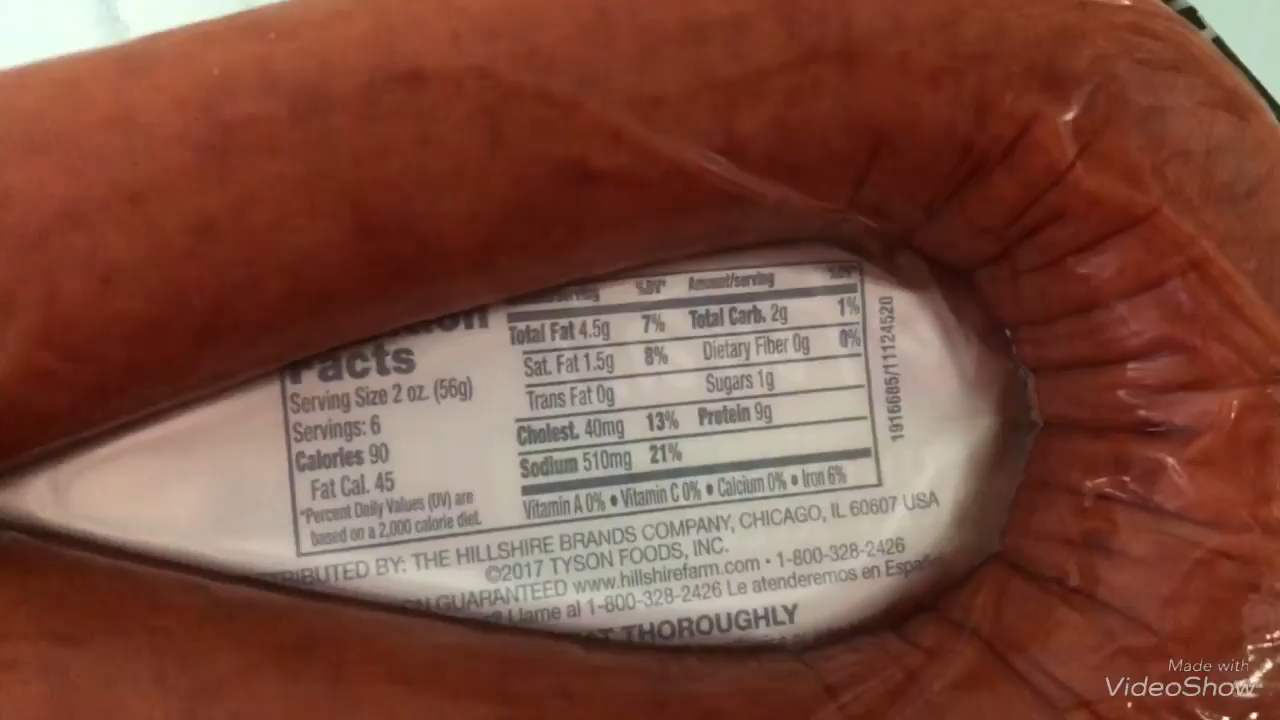 Facts
Serving Size 2 oz. (56g)
Servings: 6
Calories 90
Fat Cal. 45
*Percent Daily Values (DV) are
based on a 2,000 calorie diet.
%DV* Amount/serving %DV*
Total Fat 4.5g 7% Total Carb. 2g 1%
Sat. Fat 1.5g 8% Dietary Fiber 0g 0%
Trans Fat 0g Sugars 1g
Cholest. 40mg 13% Protein 9g
Sodium 510mg 21%
Vitamin A 0% • Vitamin C 0% • Calcium 0% • Iron 6%
1916685/11124520
BY: THE HILLSHIRE BRANDS COMPANY, CHICAGO, IL 60607 USA
©2017 TYSON FOODS, INC.
GUARANTEED www.hillshirefarm.com • 1-800-328-2426
Llame al 1-800-328-2426 Le atenderemos en
THOROUGHLY
Made with
VideoShow